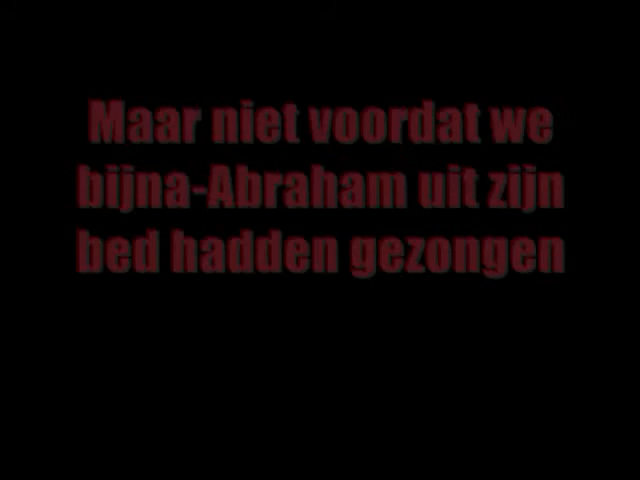 Maar niet voordat we
bijna-Abraham uit zijn
bed hadden gezongen